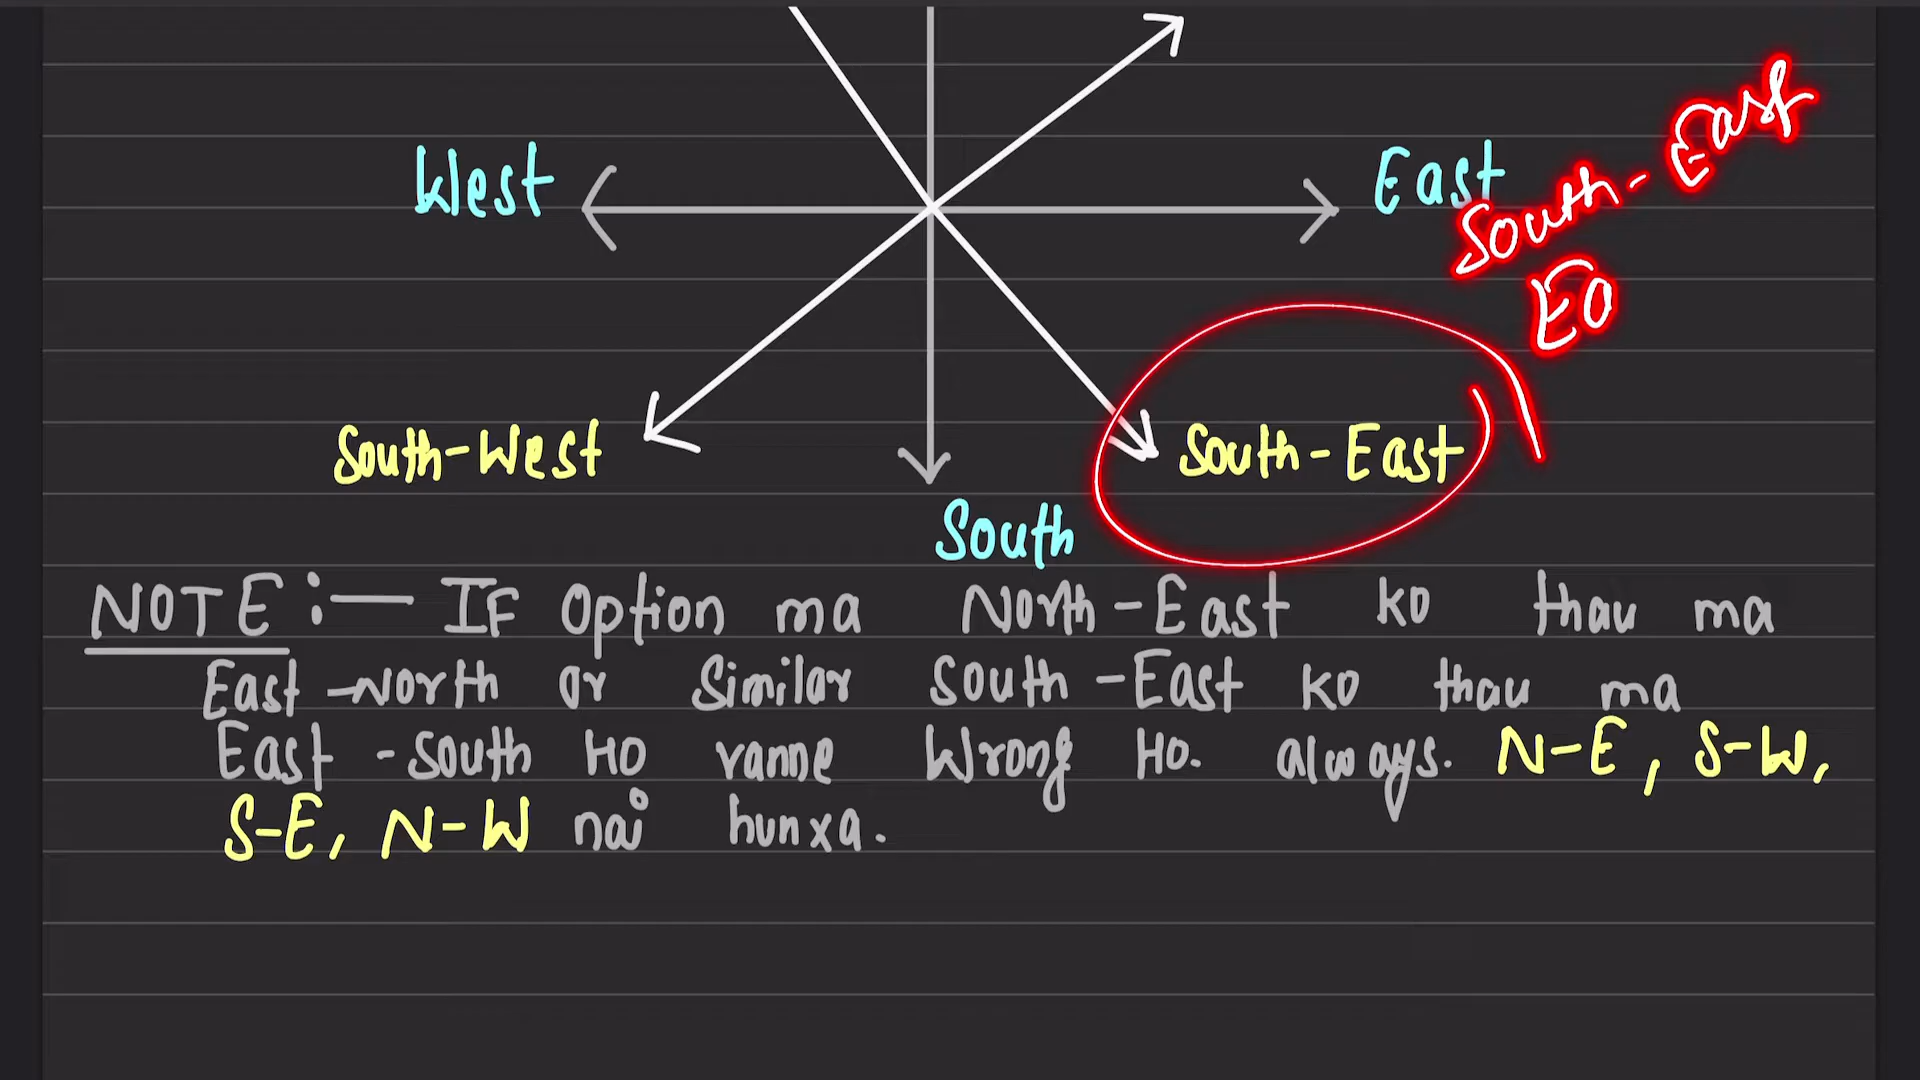 South-East
West
East
EO
South-West
South-East
South
NOTE:— IF Option ma North-East ko thau ma
East-North or Similar South-East ko thau ma
East-South Ho vanne Wrong Ho. always. N-E, S-W,
S-E, N-W nai hunxa.